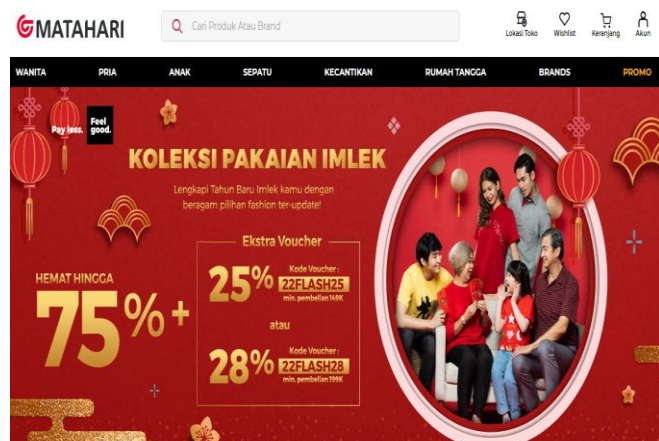 MATAHARI
Cari Produk Atau Brand
Lokasi Toko
Wishlist
Keranjang
Akun
WANITA PRIA ANAK SEPATU KECANTIKAN RUMAH TANGGA BRANDS PROMO
Pay less.
Feel
good.
KOLEKSI PAKAIAN IMLEK
Lengkapi Tahun Baru Imlek kamu dengan
beragam pilihan fashion ter-update!
HEMAT HINGGA
75%+
Ekstra Voucher
25%
Kode Voucher :
22FLASH25
min. pembelian 149K
atau
28%
Kode Voucher :
22FLASH28
min. pembelian 199K